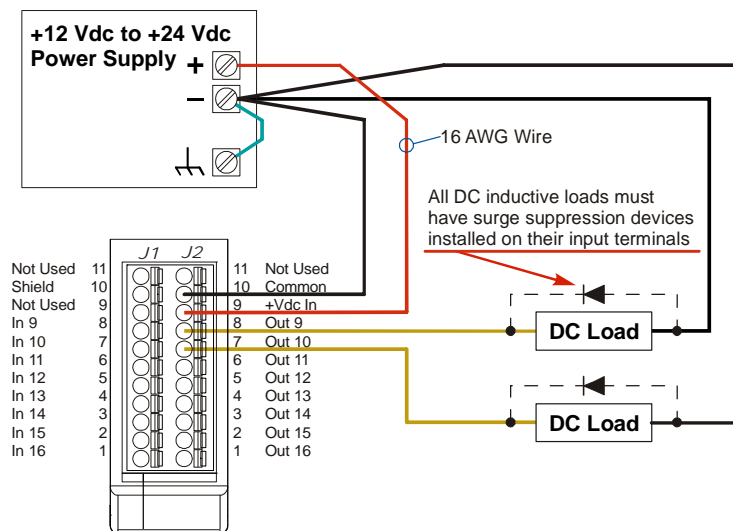 +12 Vdc to +24 Vdc
Power Supply
+
−
16 AWG Wire
All DC inductive loads must
have surge suppression devices
installed on their input terminals
J1 J2
Not Used 11 11 Not Used
Shield 10 10 Common
Not Used 9 9 +Vdc In
In 9 8 8 Out 9
In 10 7 7 Out 10
In 11 6 6 Out 11
In 12 5 5 Out 12
In 13 4 4 Out 13
In 14 3 3 Out 14
In 15 2 2 Out 15
In 16 1 1 Out 16
DC Load
DC Load